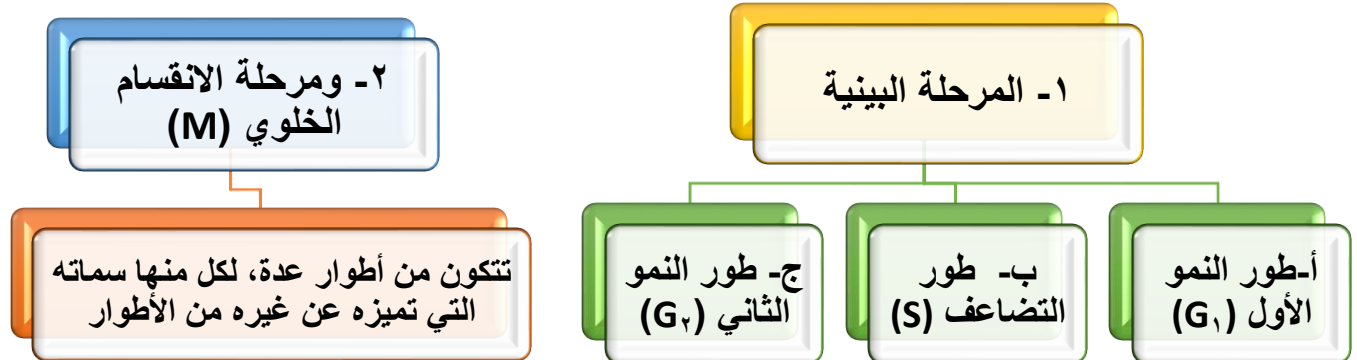 ١- المرحلة البينية
أ-طور النمو
الأول (G١)
ب- طور
التضاعف (S)
ج- طور النمو
الثاني (G٢)
٢- ومرحلة الانقسام
الخلوي (M)
تتكون من أطوار عدة، لكل منها سماته
التي تميزه عن غيره من الأطوار